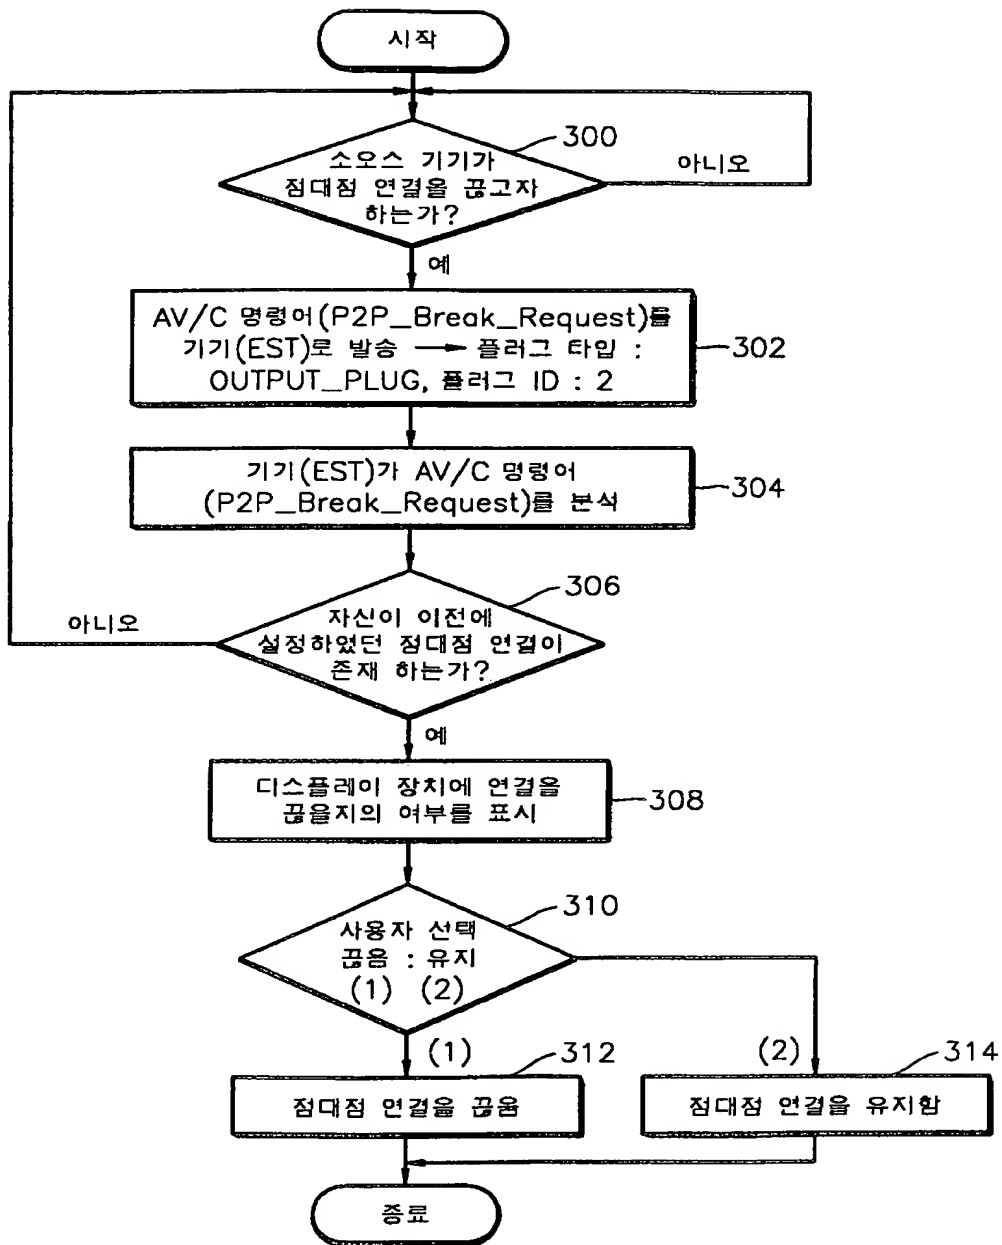 시작
300
소오스 기기가
점대점 연결을 끊고자
하는가?
아니오
예
AV/C 명령어(P2P_Break_Request)를
기기(EST)로 발송 → 플러그 타입 :
OUTPUT_PLUG, 플러그 ID : 2
302
기기(EST)가 AV/C 명령어
(P2P_Break_Request)를 분석
304
306
아니오
자신이 이전에
설정하였던 점대점 연결이
존재 하는가?
예
디스플레이 장치에 연결을
끊을지의 여부를 표시
308
310
사용자 선택
끊음 : 유지
(1) (2)
(1)
312
(2)
314
점대점 연결을 끊음
점대점 연결을 유지함
종료